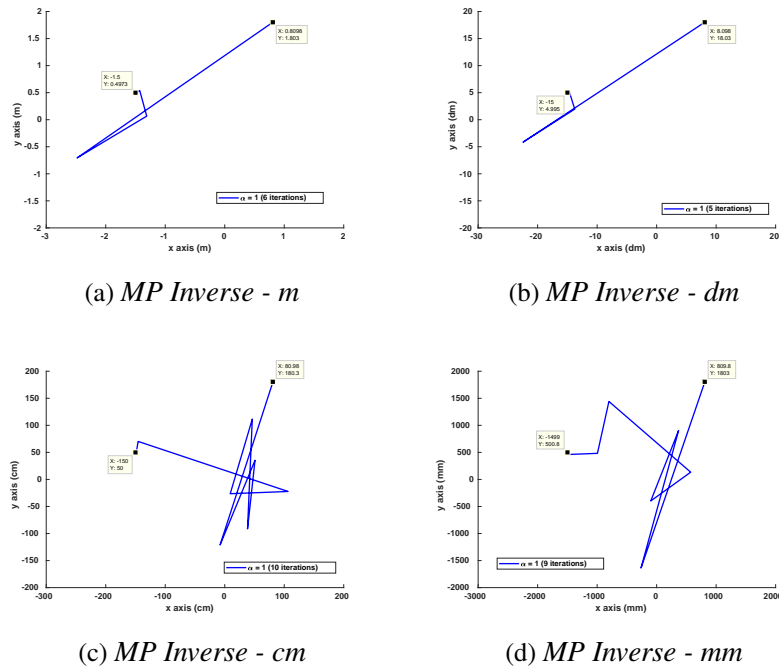 2
1.5
1
0.5
0
-0.5
-1
-1.5
-2
y axis (m)
X: 0.8098
Y: 1.803
X: -1.5
Y: 0.4973
α = 1 (6 iterations)
-3
-2
-1
0
1
2
x axis (m)
(a) MP Inverse - m
20
15
10
5
0
-5
-10
-15
-20
y axis (dm)
X: 8.098
Y: 18.03
X: -15
Y: 4.995
α = 1 (5 iterations)
-30
-20
-10
0
10
20
x axis (dm)
(b) MP Inverse - dm
200
150
100
50
0
-50
-100
-150
-200
y axis (cm)
X: 80.98
Y: 180.3
X: -150
Y: 50
α = 1 (10 iterations)
-300
-200
-100
0
100
200
x axis (cm)
(c) MP Inverse - cm
2000
1500
1000
500
0
-500
-1000
-1500
-2000
y axis (mm)
X: 809.8
Y: 1803
X: -1499
Y: 500.8
α = 1 (9 iterations)
-3000
-2000
-1000
0
1000
2000
x axis (mm)
(d) MP Inverse - mm